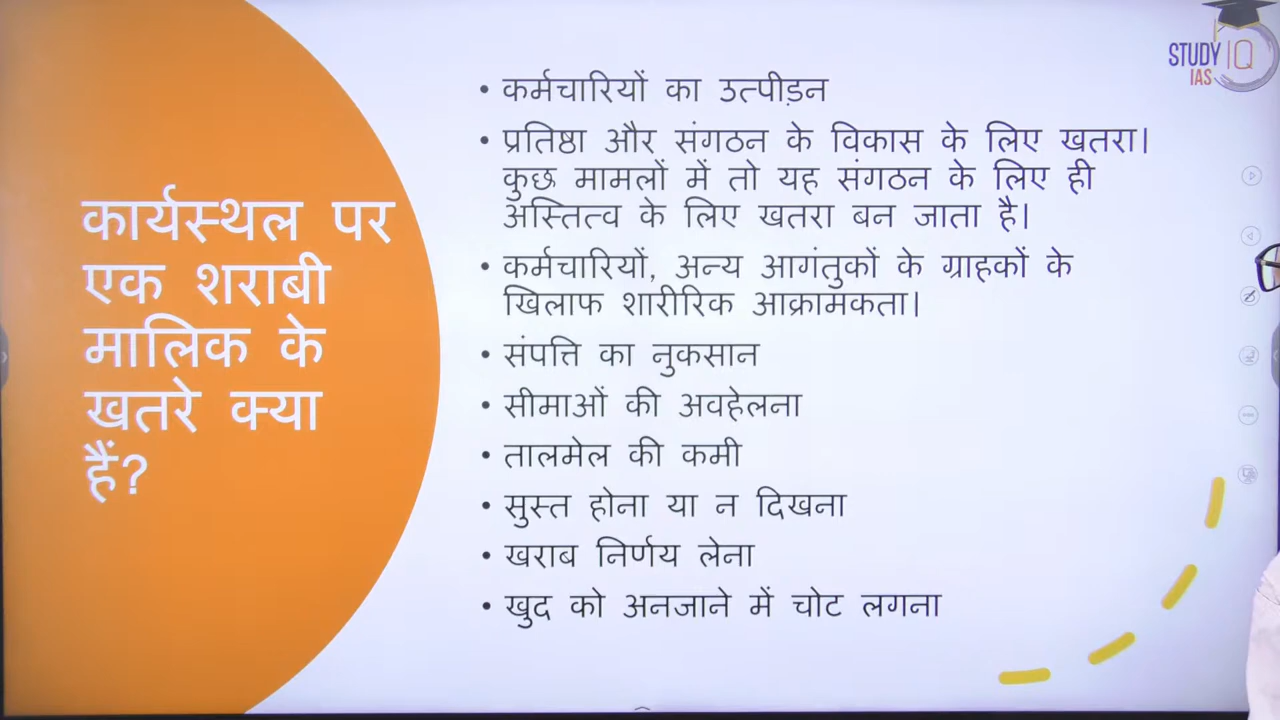 कार्यस्थल पर
एक शराबी
मालिक के
खतरे क्या
हैं?
• कर्मचारियों का उत्पीड़न
• प्रतिष्ठा और संगठन के विकास के लिए खतरा।
कुछ मामलों में तो यह संगठन के लिए ही
अस्तित्व के लिए खतरा बन जाता है।
• कर्मचारियों, अन्य आगंतुकों के ग्राहकों के
खिलाफ शारीरिक आक्रामकता।
• संपत्ति का नुकसान
• सीमाओं की अवहेलना
• तालमेल की कमी
• सुस्त होना या न दिखना
• खराब निर्णय लेना
• खुद को अनजाने में चोट लगना
STUDY IQ
IAS